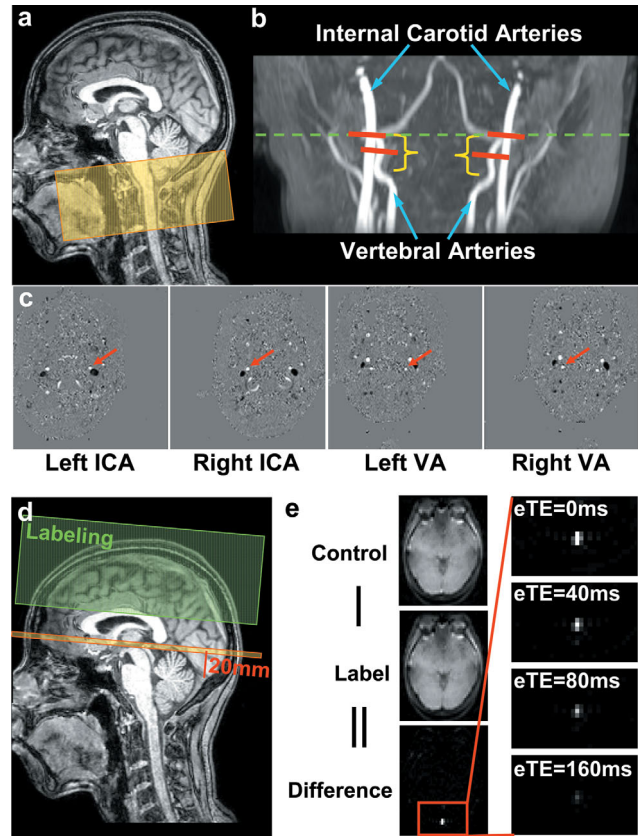 a
b
Internal Carotid Arteries
Vertebral Arteries
c
Left ICA
Right ICA
Left VA
Right VA
d
Labeling
20mm
e
Control
Label
Difference
eTE=0ms
eTE=40ms
eTE=80ms
eTE=160ms